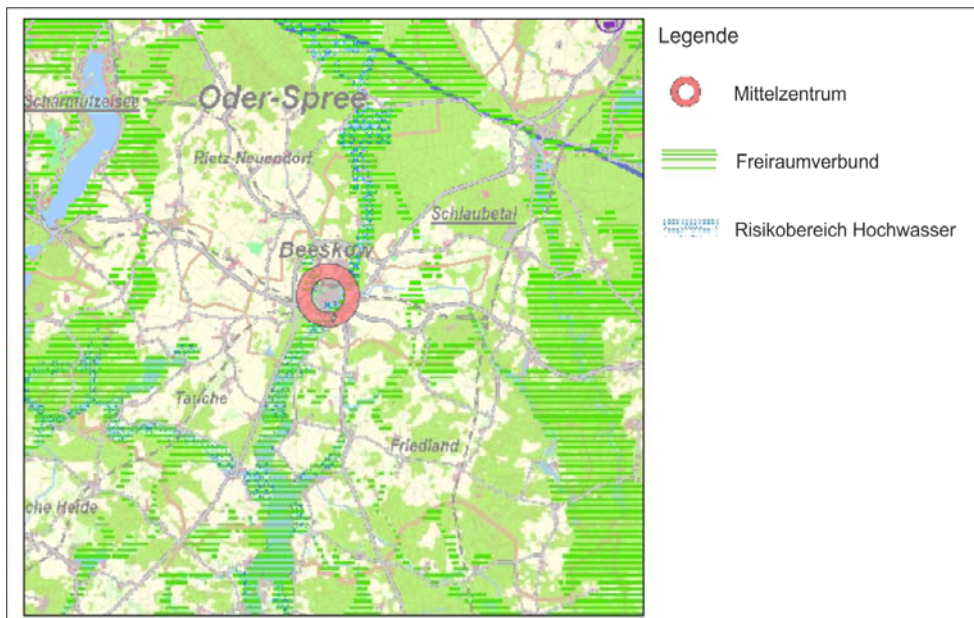 Legende
Mittelzentrum
Freiraumverbund
Risikobereich Hochwasser
Scharmützelsee
Oder-Spree
Rietz-Neuendorf
Schlaubetal
Beeskow
Tauche
Friedland
che Heide